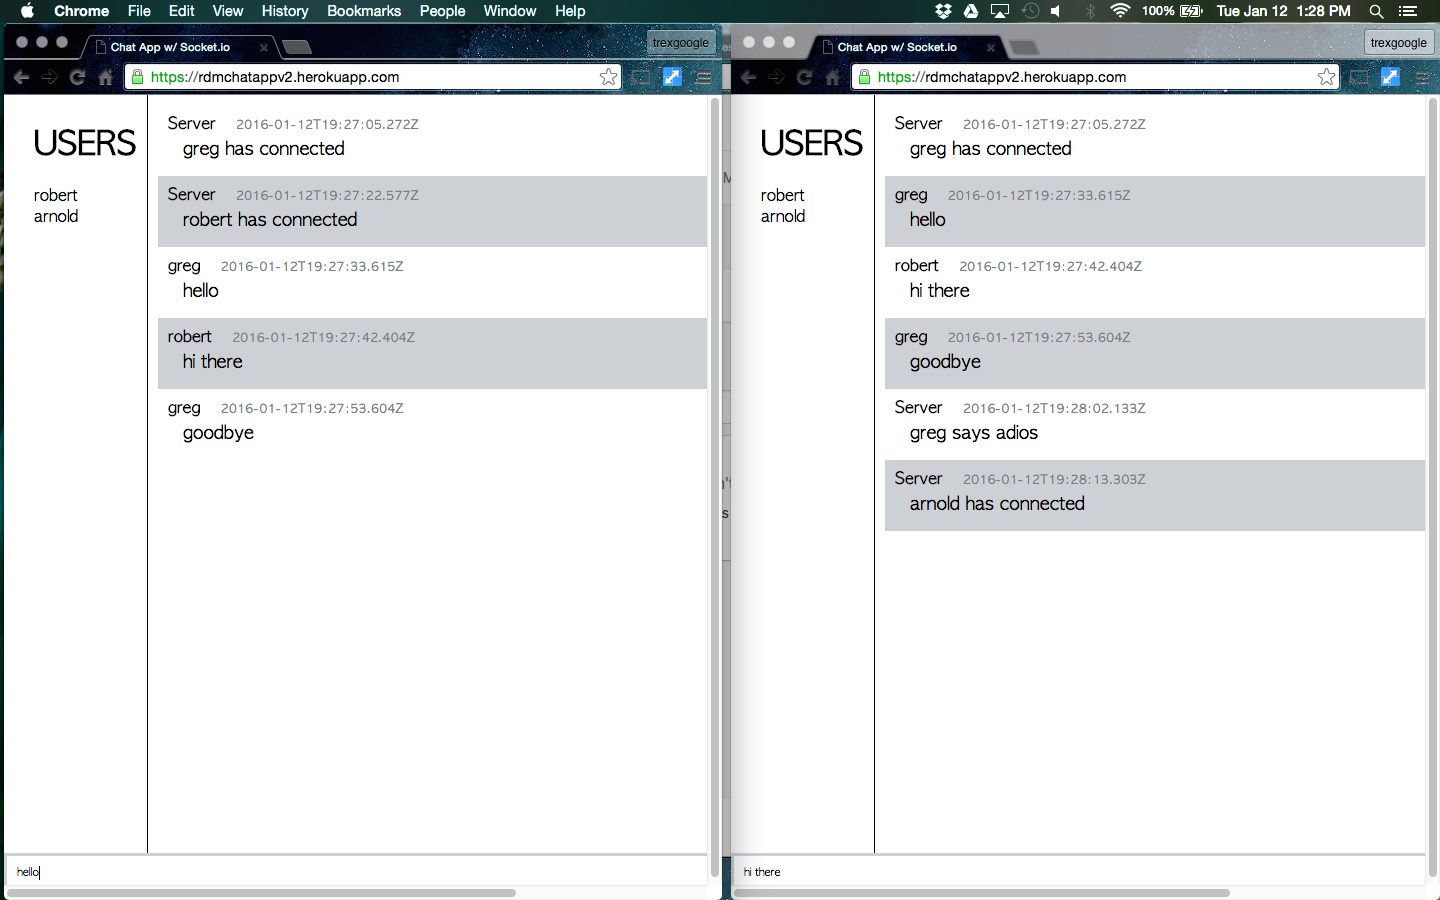 Chrome File Edit View History Bookmarks People Window Help 100% Tue Jan 12 1:28 PM
Chat App w/ Socket.io
trexgoogle
https://rdmchatappv2.herokuapp.com
USERS
robert
arnold
Server 2016-01-12T19:27:05.272Z
greg has connected
Server 2016-01-12T19:27:22.577Z
robert has connected
greg 2016-01-12T19:27:33.615Z
hello
robert 2016-01-12T19:27:42.404Z
hi there
greg 2016-01-12T19:27:53.604Z
goodbye
hello
Chat App w/ Socket.io
trexgoogle
https://rdmchatappv2.herokuapp.com
USERS
robert
arnold
Server 2016-01-12T19:27:05.272Z
greg has connected
greg 2016-01-12T19:27:33.615Z
hello
robert 2016-01-12T19:27:42.404Z
hi there
greg 2016-01-12T19:27:53.604Z
goodbye
Server 2016-01-12T19:28:02.133Z
greg says adios
Server 2016-01-12T19:28:13.303Z
arnold has connected
hi there